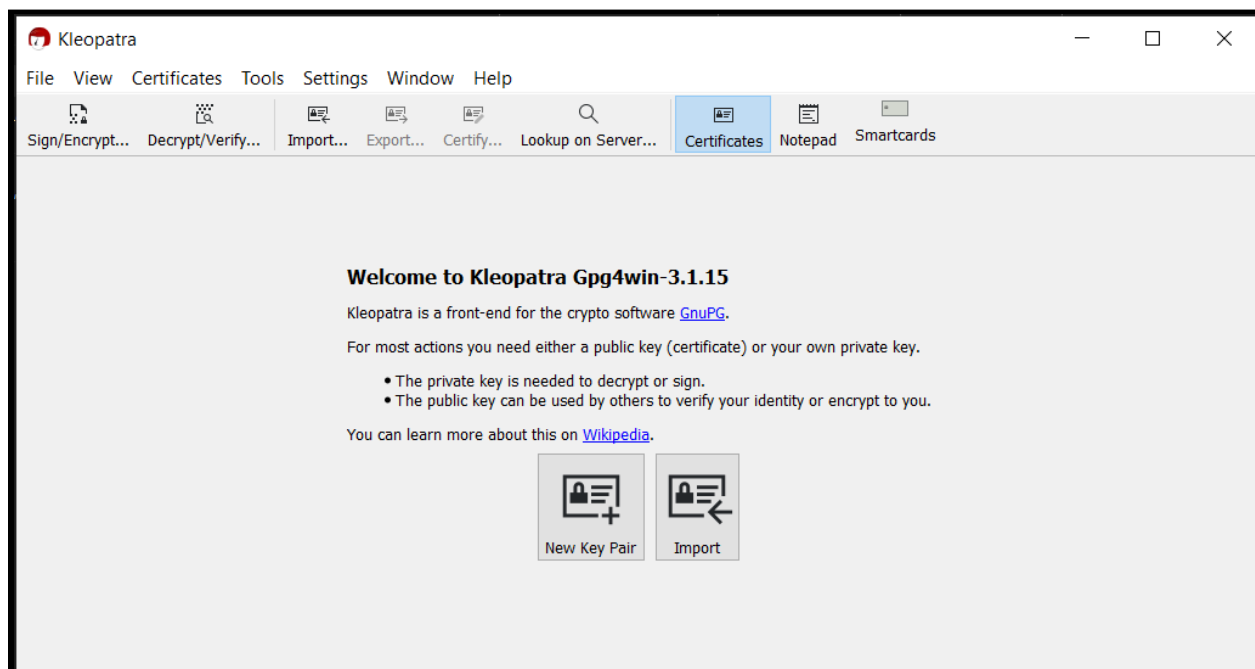 Kleopatra
File View Certificates Tools Settings Window Help
Sign/Encrypt... Decrypt/Verify... Import... Export... Certify... Lookup on Server... Certificates Notepad Smartcards
Welcome to Kleopatra Gpg4win-3.1.15
Kleopatra is a front-end for the crypto software GnuPG.
For most actions you need either a public key (certificate) or your own private key.
• The private key is needed to decrypt or sign.
• The public key can be used by others to verify your identity or encrypt to you.
You can learn more about this on Wikipedia.
New Key Pair Import